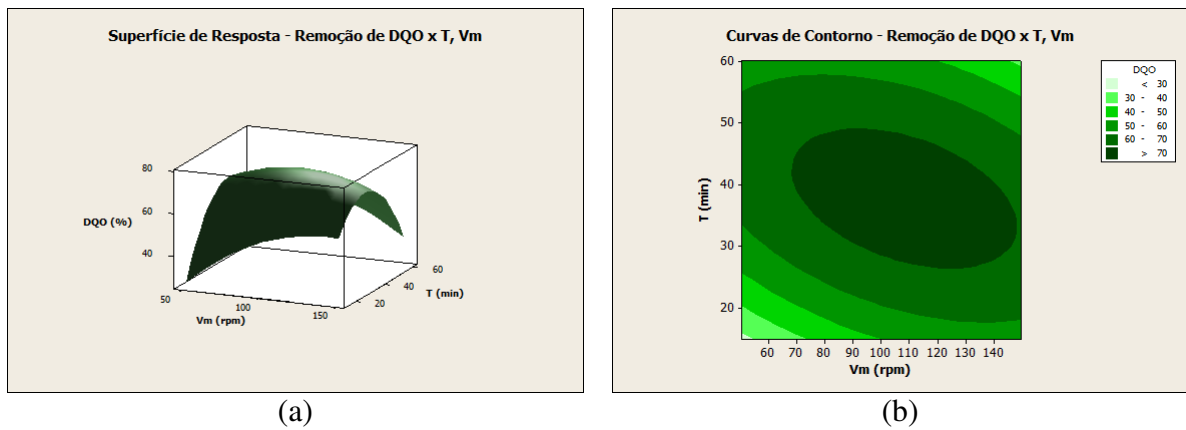 Superfície de Resposta - Remoção de DQO x T, Vm
80
60
40
DQO (%)
50
100
150
Vm (rpm)
20
40
60
T (min)
(a)
Curvas de Contorno - Remoção de DQO x T, Vm
60
50
40
30
20
T (min)
60 70 80 90 100 110 120 130 140
Vm (rpm)
DQO
< 30
30 - 40
40 - 50
50 - 60
60 - 70
> 70
(b)